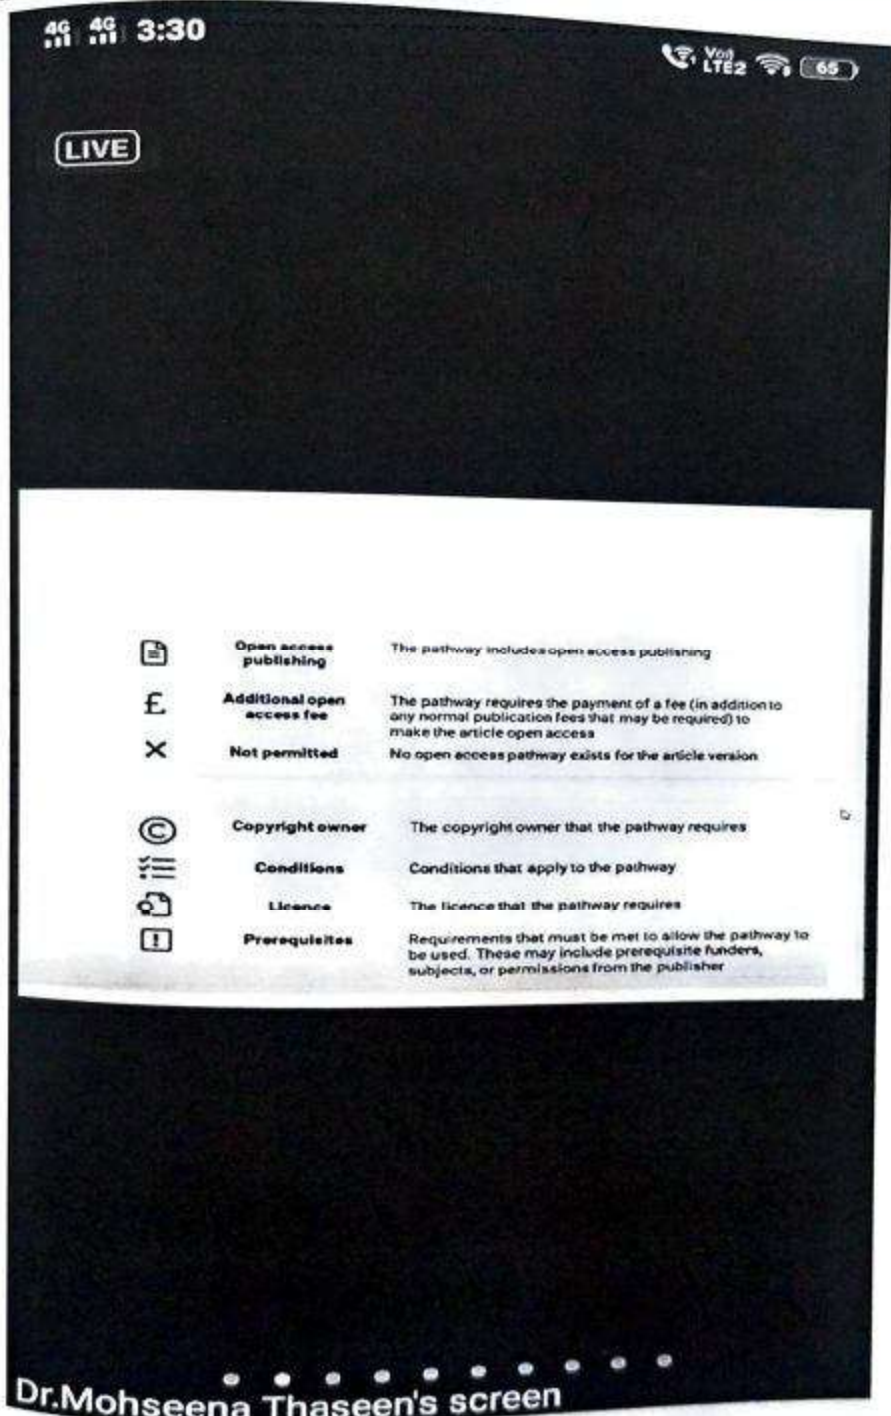 4G 4G 3:30
Voi) LTE2 65
LIVE
Open access publishing The pathway includes open access publishing
£ Additional open access fee The pathway requires the payment of a fee (in addition to
any normal publication fees that may be required) to
make the article open access
Not permitted No open access pathway exists for the article version
© Copyright owner The copyright owner that the pathway requires
Conditions Conditions that apply to the pathway
Licence The licence that the pathway requires
Prerequisites Requirements that must be met to allow the pathway to
be used. These may include prerequisite funders,
subjects, or permissions from the publisher
Dr.Mohseena Thaseen's screen